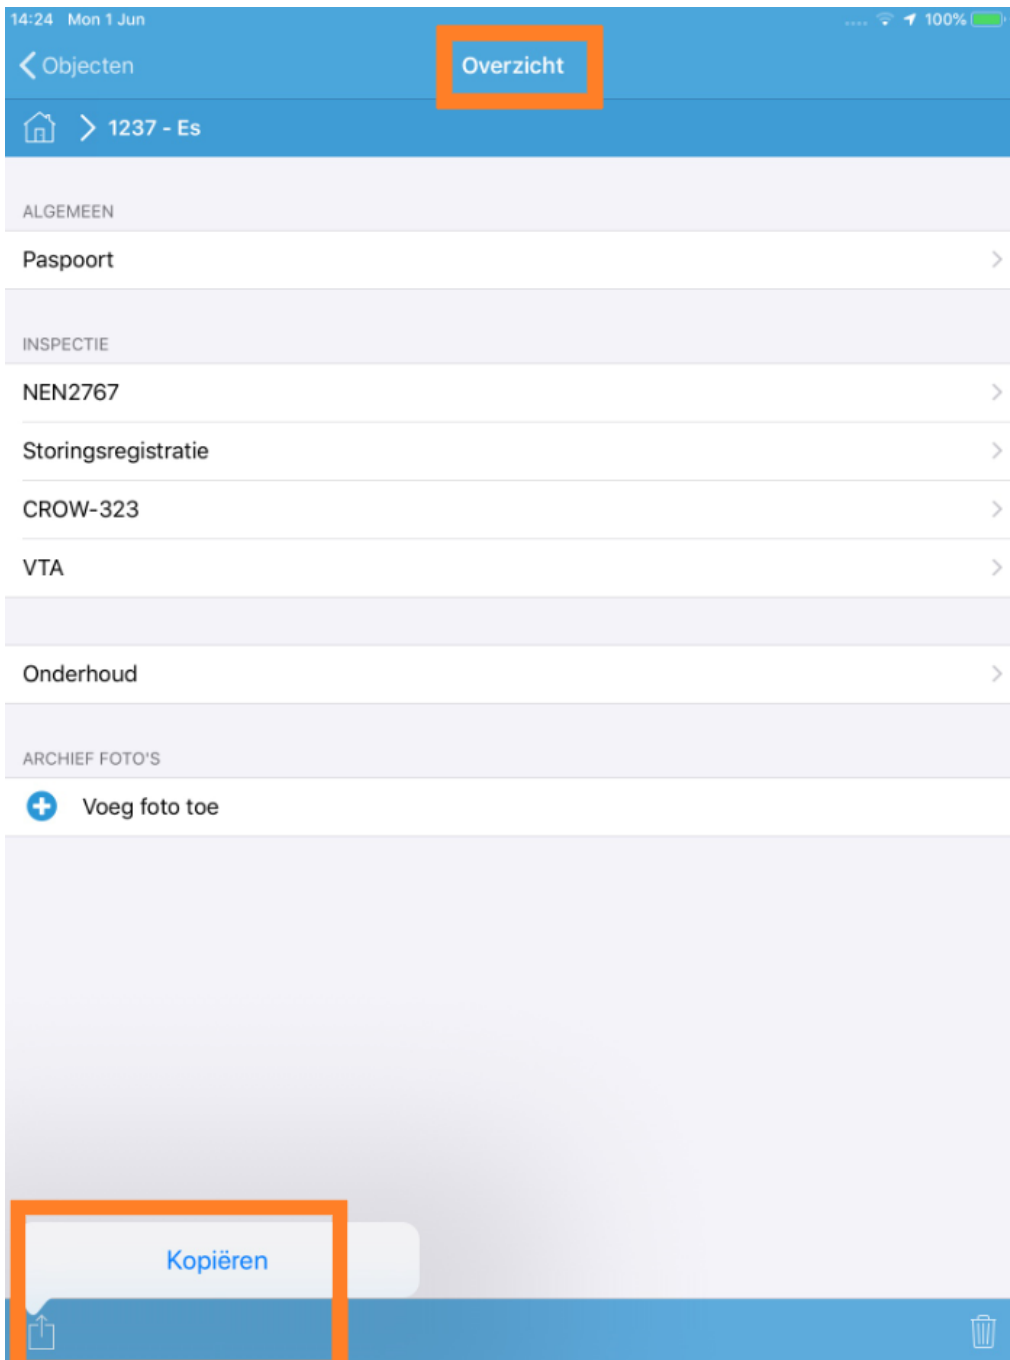 14:24 Mon 1 Jun 100%
Objecten Overzicht
1237 - Es
ALGEMEEN
Paspoort
INSPECTIE
NEN2767
Storingsregistratie
CROW-323
VTA
Onderhoud
ARCHIEF FOTO'S
Voeg foto toe
Kopiëren